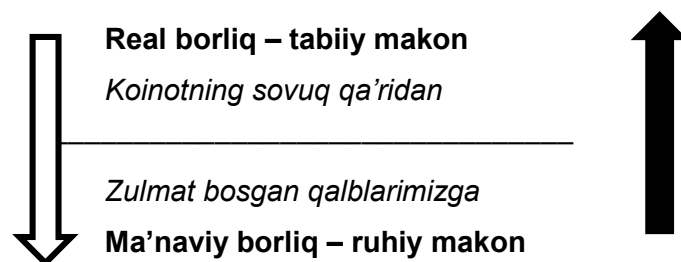 Real borliq – tabiiy makon
Koinotning sovuq qa’ridan
Zulmat bosgan qalblarimizga
Ma’naviy borliq – ruhiy makon